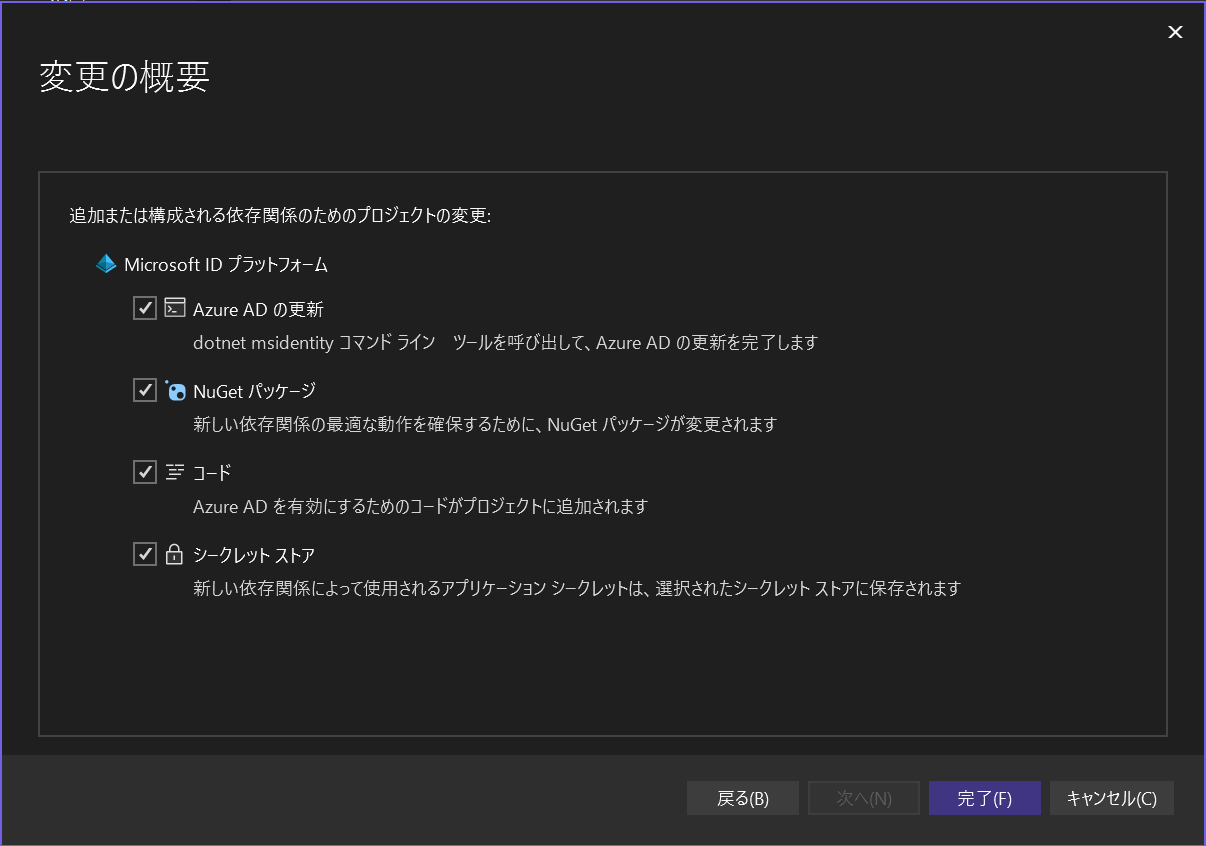 変更の概要
追加または構成される依存関係のためのプロジェクトの変更:
Microsoft ID プラットフォーム
Azure AD の更新
dotnet msidentity コマンド ライン　ツールを呼び出して、Azure AD の更新を完了します
NuGet パッケージ
新しい依存関係の最適な動作を確保するために、NuGet パッケージが変更されます
コード
Azure AD を有効にするためのコードがプロジェクトに追加されます
シークレット ストア
新しい依存関係によって使用されるアプリケーション シークレットは、選択されたシークレット ストアに保存されます
戻る(B) 次へ(N) 完了(F) キャンセル(C)